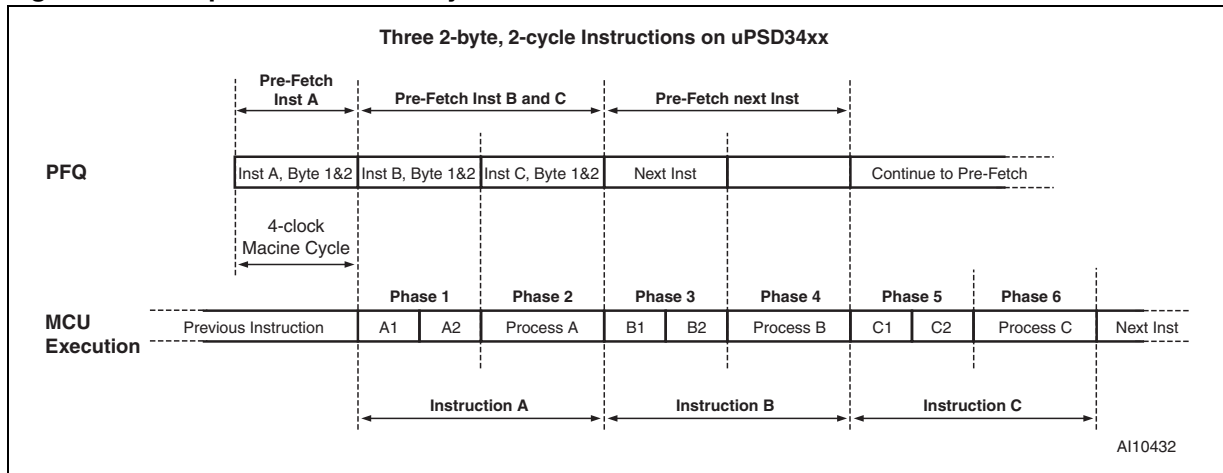 Three 2-byte, 2-cycle Instructions on uPSD34xx
Pre-Fetch
Inst A
Pre-Fetch Inst B and C
Pre-Fetch next Inst
PFQ
Inst A, Byte 1&2
Inst B, Byte 1&2
Inst C, Byte 1&2
Next Inst
Continue to Pre-Fetch
4-clock
Macine Cycle
Phase 1
Phase 2
Phase 3
Phase 4
Phase 5
Phase 6
MCU
Execution
Previous Instruction
A1
A2
Process A
B1
B2
Process B
C1
C2
Process C
Next Inst
Instruction A
Instruction B
Instruction C
AI10432